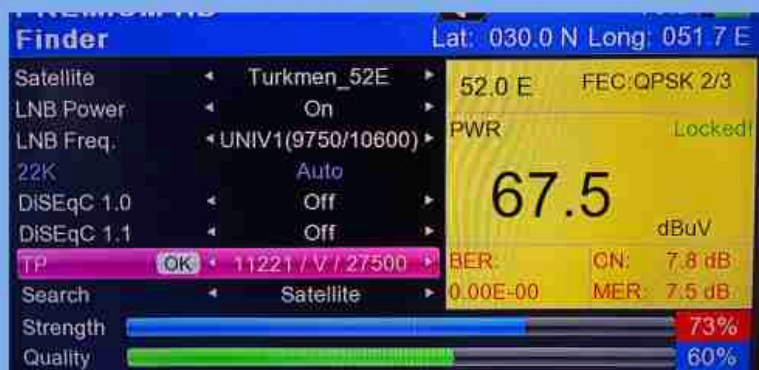 Finder
Lat: 030.0 N Long: 051.7 E
Satellite Turkmen_52E
LNB Power On
LNB Freq. UNIV1(9750/10600)
22K Auto
DiSEqC 1.0 Off
DiSEqC 1.1 Off
TP OK 11221 / V / 27500
Search Satellite
52.0 E FEC:QPSK 2/3
PWR Locked!
67.5
dBuV
BER: CN: 7.8 dB
0.00E-00 MER: 7.5 dB
Strength 73%
Quality 60%